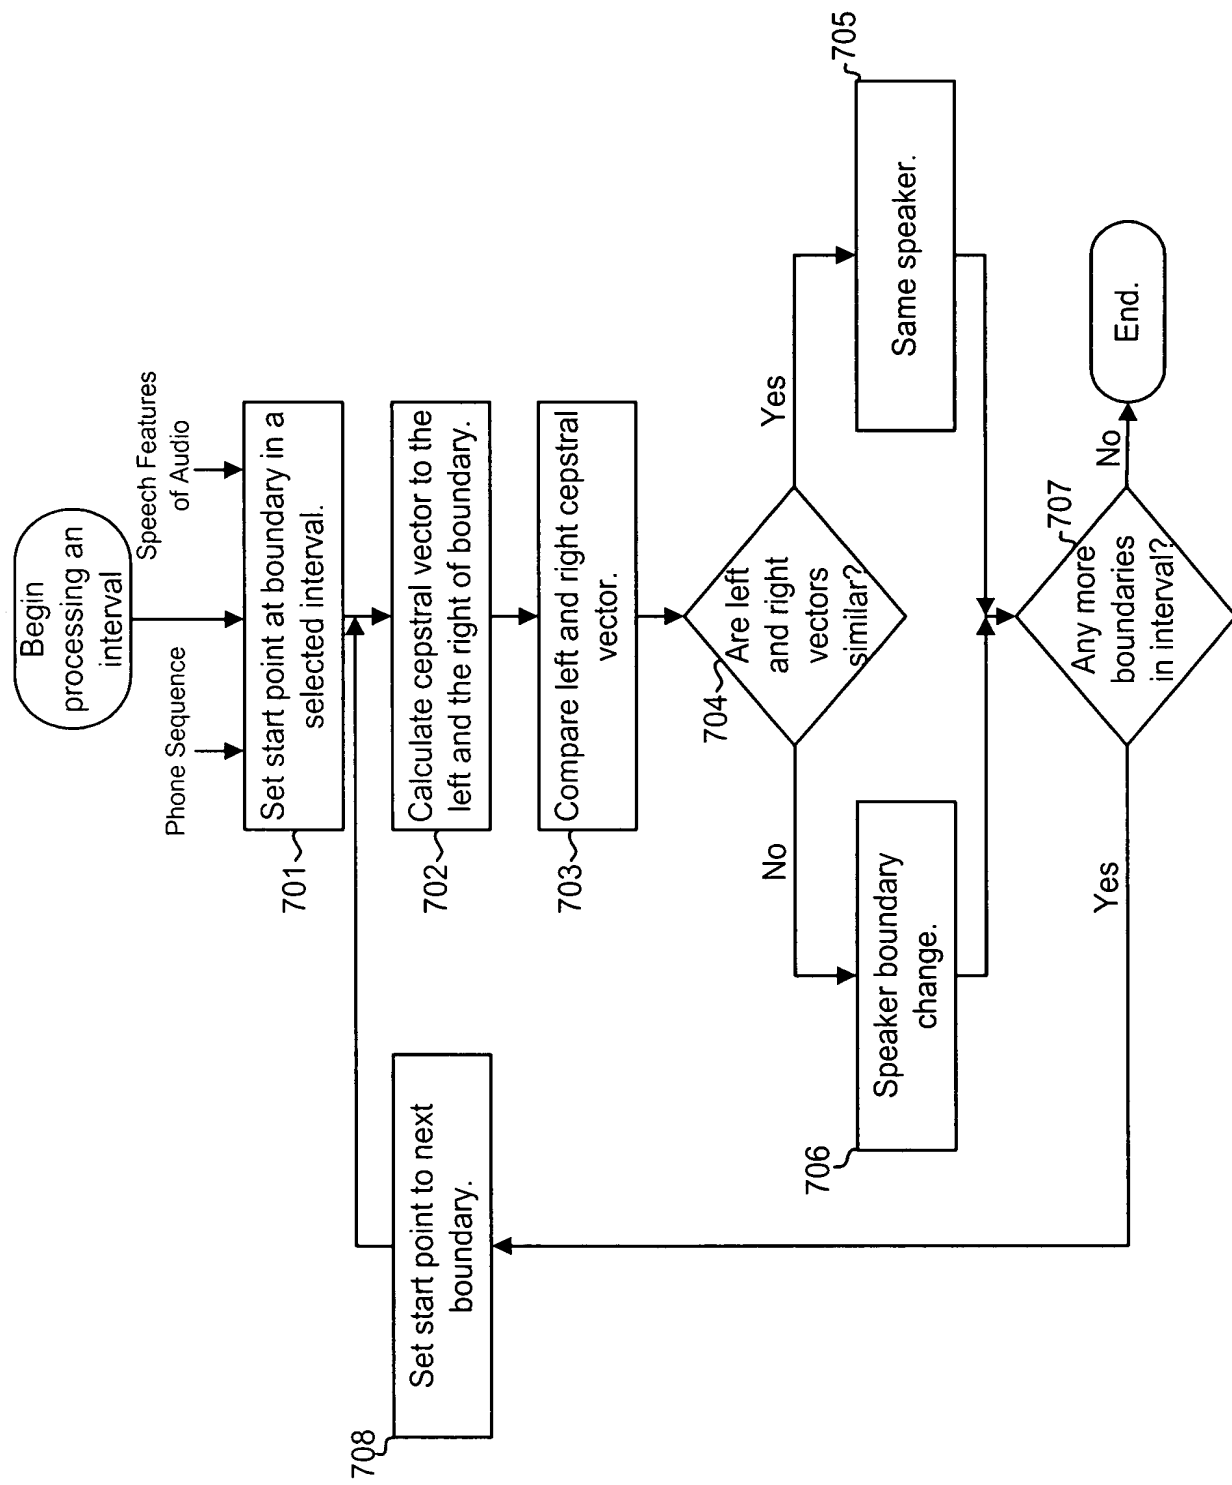 Begin
processing an
interval
Phone Sequence
Speech Features
of Audio
Set start point at boundary in a
selected interval.
701
Calculate cepstral vector to the
left and the right of boundary.
702
Compare left and right cepstral
vector.
703
Are left
and right
vectors
similar?
704
No
Yes
Speaker boundary
change.
706
Same speaker.
705
Any more
boundaries
in interval?
707
Yes
No
End.
Set start point to next
boundary.
708